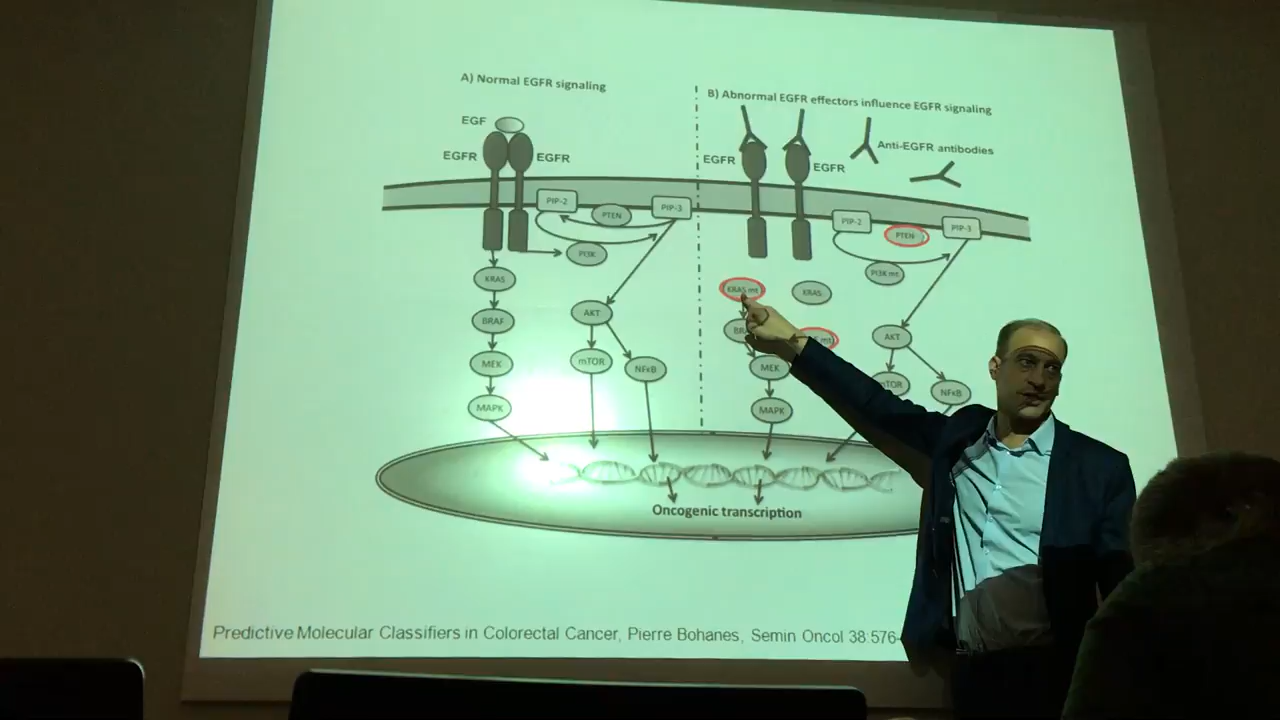 A) Normal EGFR signaling
EGF
EGFR
EGFR
PIP-2
PTEN
PIP-3
PI3K
KRAS
BRAF
MEK
MAPK
AKT
mTOR
NFκB
B) Abnormal EGFR effectors influence EGFR signaling
Anti-EGFR antibodies
EGFR
EGFR
PIP-2
PTEN
PIP-3
PI3K mt
KRAS mt
KRAS
mt
MEK
MAPK
AKT
mTOR
NFκB
Oncogenic transcription
Predictive Molecular Classifiers in Colorectal Cancer, Pierre Bohanes, Semin Oncol 38:576-